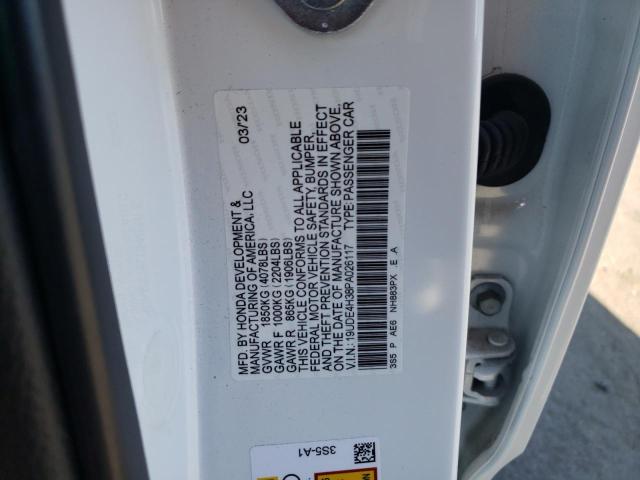 MFD. BY HONDA DEVELOPMENT & 03/'23
MANUFACTURING OF AMERICA, LLC
GVWR 1850KG (4078LBS)
GAWR F 1000KG (2204LBS)
GAWR R 865KG (1906LBS)
THIS VEHICLE CONFORMS TO ALL APPLICABLE
FEDERAL MOTOR VEHICLE SAFETY, BUMPER,
AND THEFT PREVENTION STANDARDS IN EFFECT
ON THE DATE OF MANUFACTURE SHOWN ABOVE.
V.I.N.: 19UDE4H36PA026117 TYPE:PASSENGER CAR
3S5 P AE6 NH883PX .E .A
3S5-A1